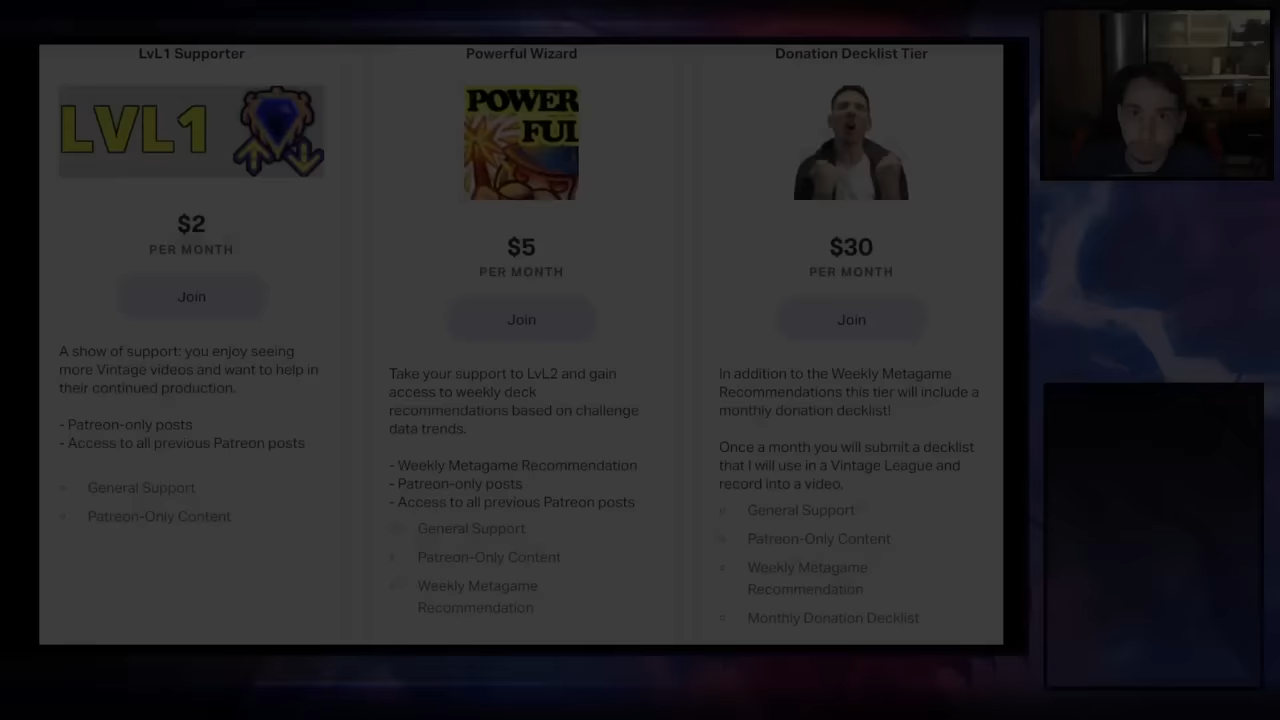 LvL1 Supporter
LVL1
$2
PER MONTH
Join
A show of support: you enjoy seeing
more Vintage videos and want to help in
their continued production.
- Patreon-only posts
- Access to all previous Patreon posts
General Support
Patreon-Only Content
Powerful Wizard
POWER
FUL
$5
PER MONTH
Join
Take your support to LvL2 and gain
access to weekly deck
recommendations based on challenge
data trends.
- Weekly Metagame Recommendation
- Patreon-only posts
- Access to all previous Patreon posts
General Support
Patreon-Only Content
Weekly Metagame
Recommendation
Donation Decklist Tier
$30
PER MONTH
Join
In addition to the Weekly Metagame
Recommendations this tier will include a
monthly donation decklist!
Once a month you will submit a decklist
that I will use in a Vintage League and
record into a video.
General Support
Patreon-Only Content
Weekly Metagame
Recommendation
Monthly Donation Decklist